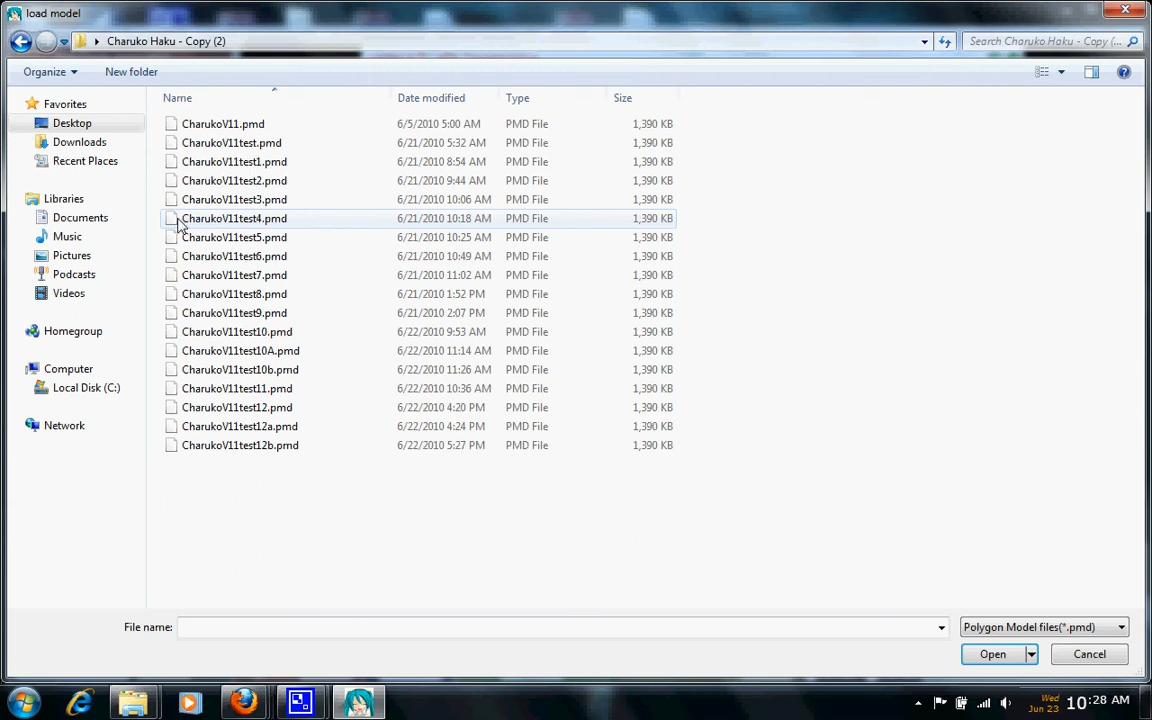 load model
Charuko Haku - Copy (2)
Search Charuko Haku - Copy (...
Organize
New folder
Name
Date modified
Type
Size
Favorites
Desktop
Downloads
Recent Places
Libraries
Documents
Music
Pictures
Podcasts
Videos
Homegroup
Computer
Local Disk (C:)
Network
CharukoV11.pmd 6/5/2010 5:00 AM PMD File 1,390 KB
CharukoV11test.pmd 6/21/2010 5:32 AM PMD File 1,390 KB
CharukoV11test1.pmd 6/21/2010 8:54 AM PMD File 1,390 KB
CharukoV11test2.pmd 6/21/2010 9:44 AM PMD File 1,390 KB
CharukoV11test3.pmd 6/21/2010 10:06 AM PMD File 1,390 KB
CharukoV11test4.pmd 6/21/2010 10:18 AM PMD File 1,390 KB
CharukoV11test5.pmd 6/21/2010 10:25 AM PMD File 1,390 KB
CharukoV11test6.pmd 6/21/2010 10:49 AM PMD File 1,390 KB
CharukoV11test7.pmd 6/21/2010 11:02 AM PMD File 1,390 KB
CharukoV11test8.pmd 6/21/2010 1:52 PM PMD File 1,390 KB
CharukoV11test9.pmd 6/21/2010 2:07 PM PMD File 1,390 KB
CharukoV11test10.pmd 6/22/2010 9:53 AM PMD File 1,390 KB
CharukoV11test10A.pmd 6/22/2010 11:14 AM PMD File 1,390 KB
CharukoV11test10b.pmd 6/22/2010 11:26 AM PMD File 1,390 KB
CharukoV11test11.pmd 6/22/2010 10:36 AM PMD File 1,390 KB
CharukoV11test12.pmd 6/22/2010 4:20 PM PMD File 1,390 KB
CharukoV11test12a.pmd 6/22/2010 4:24 PM PMD File 1,390 KB
CharukoV11test12b.pmd 6/22/2010 5:27 PM PMD File 1,390 KB
File name:
Polygon Model files(*.pmd)
Open
Cancel
Wed
Jun 23
10:28 AM